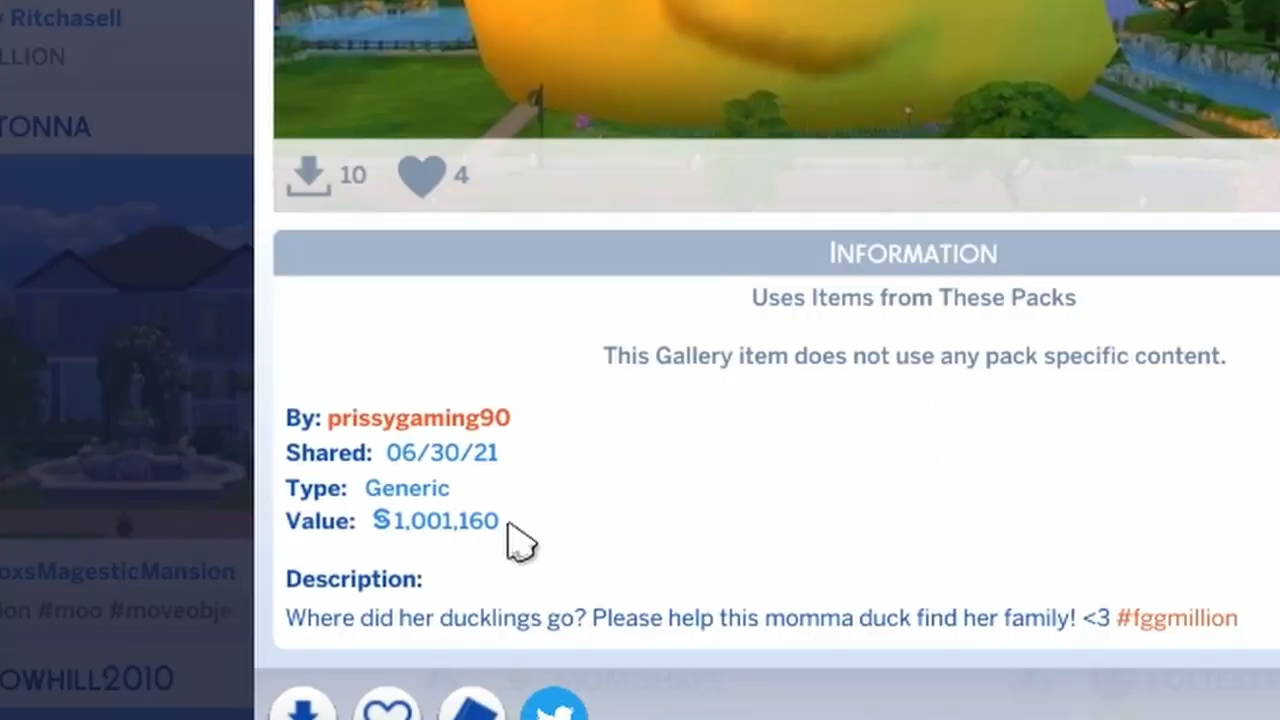 Ritchasell
LLION
TONNA
10
4
INFORMATION
Uses Items from These Packs
This Gallery item does not use any pack specific content.
By: prissygaming90
Shared: 06/30/21
Type: Generic
Value: §1,001,160
Description:
Where did her ducklings go? Please help this momma duck find her family! <3 #fggmillion
oxsMagesticMansion
ion #moo #moveobje
OWHILL2010